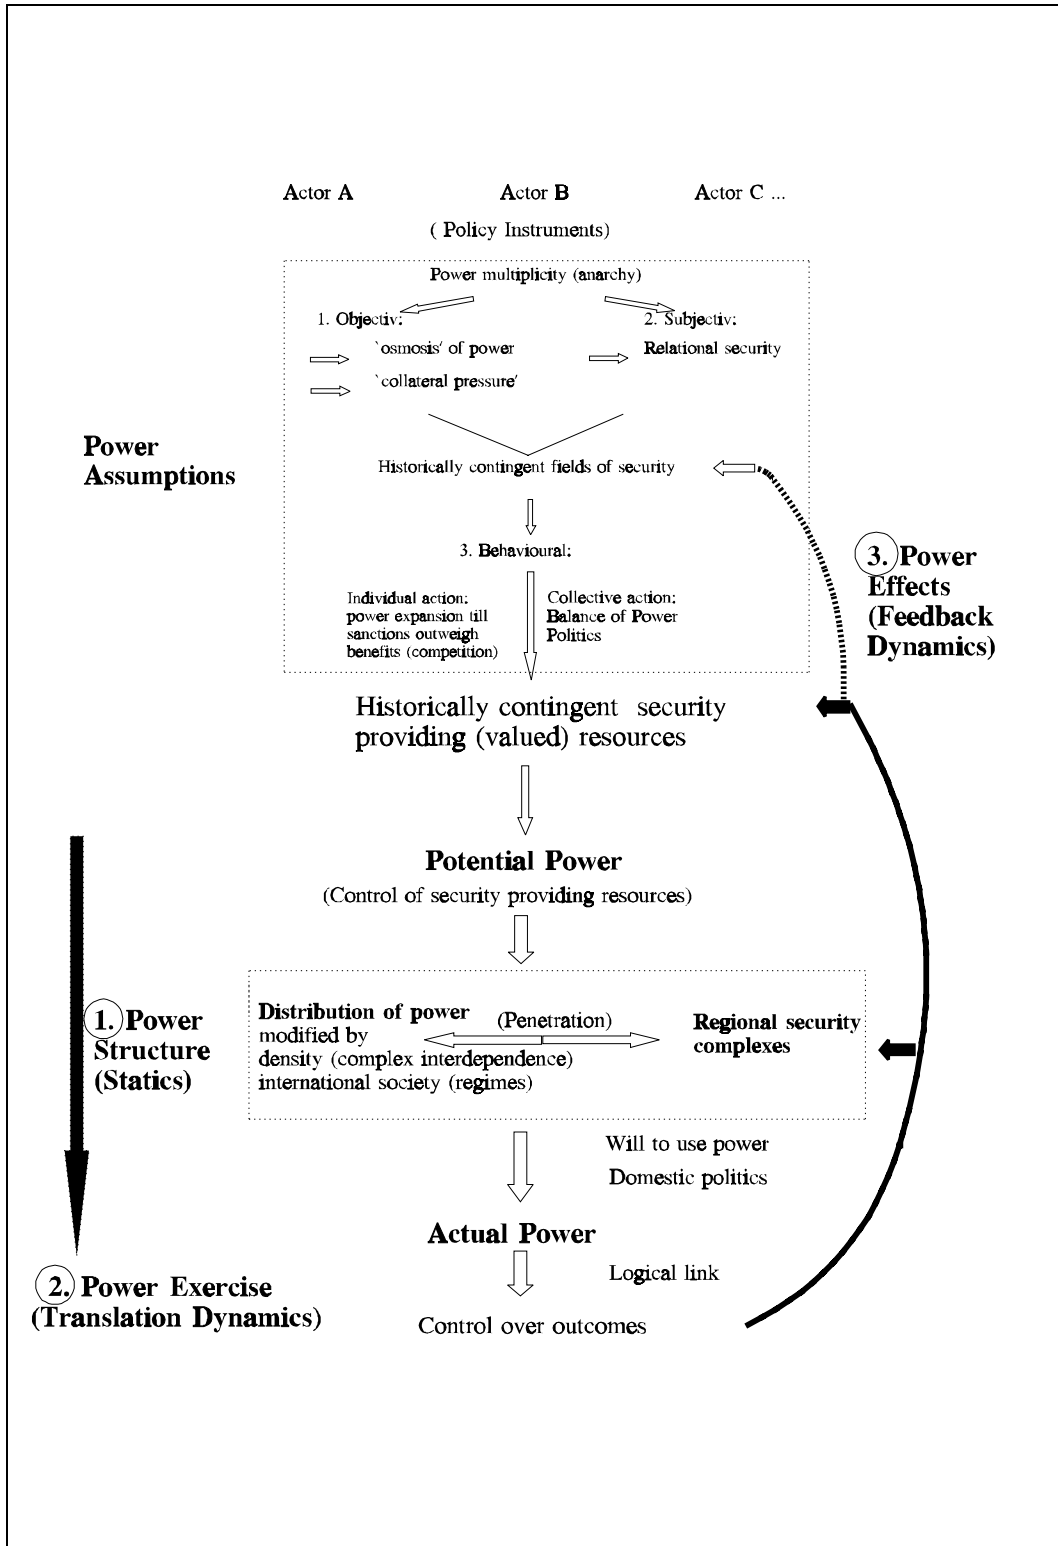 Actor A
Actor B
Actor C ...
( Policy Instruments)
Power multiplicity (anarchy)
1. Objectiv:
`osmosis' of power
`collateral pressure'
2. Subjectiv:
Relational security
Power
Assumptions
Historically contingent fields of security
3. Behavioural:
Individual action:
power expansion till
sanctions outweigh
benefits (competition)
Collective action:
Balance of Power
Politics
3. Power
Effects
(Feedback
Dynamics)
Historically contingent security
providing (valued) resources
Potential Power
(Control of security providing resources)
1. Power
Structure
(Statics)
Distribution of power
modified by
density (complex interdependence)
international society (regimes)
(Penetration)
Regional security
complexes
Will to use power
Domestic politics
Actual Power
Logical link
2. Power Exercise
(Translation Dynamics)
Control over outcomes